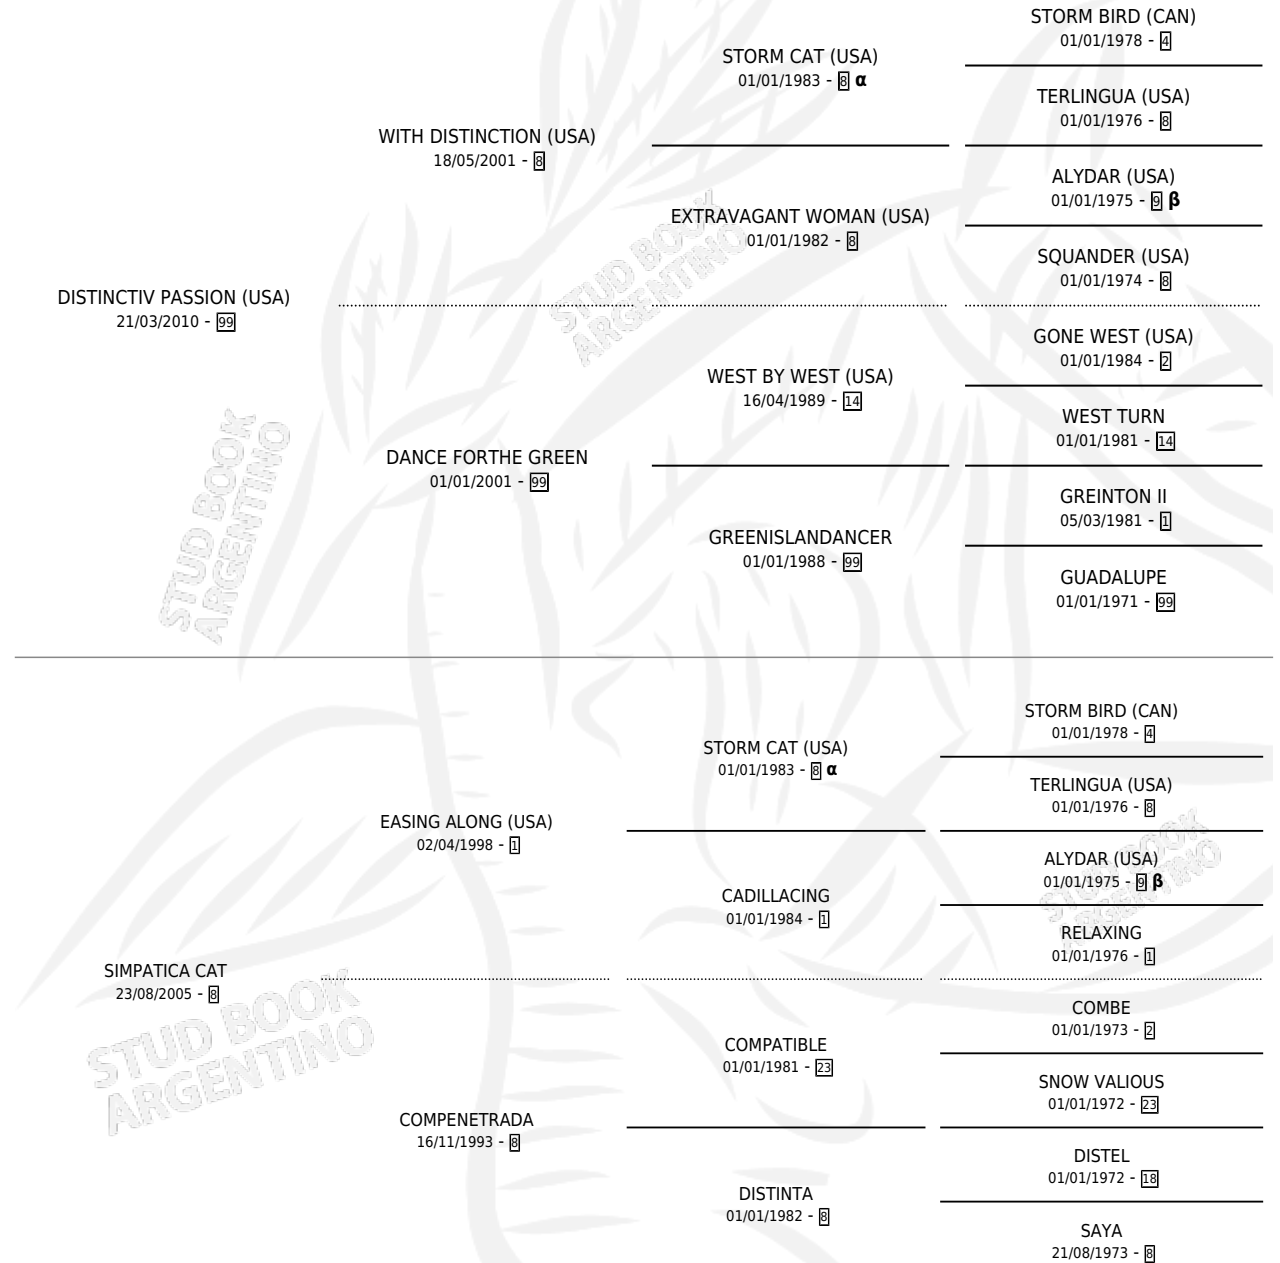 STORM BIRD (CAN)
01/01/1978 - 4
STORM CAT (USA)
01/01/1983 - 8 α
TERLINGUA (USA)
01/01/1976 - 8
WITH DISTINCTION (USA)
18/05/2001 - 8
ALYDAR (USA)
01/01/1975 - 9 β
EXTRAVAGANT WOMAN (USA)
01/01/1982 - 8
SQUANDER (USA)
01/01/1974 - 8
DISTINCTIV PASSION (USA)
21/03/2010 - 99
GONE WEST (USA)
01/01/1984 - 2
WEST BY WEST (USA)
16/04/1989 - 14
WEST TURN
01/01/1981 - 14
DANCE FORTHE GREEN
01/01/2001 - 99
GREINTON II
05/03/1981 - 1
GREENISLANDANCER
01/01/1988 - 99
GUADALUPE
01/01/1971 - 99
STORM BIRD (CAN)
01/01/1978 - 4
STORM CAT (USA)
01/01/1983 - 8 α
TERLINGUA (USA)
01/01/1976 - 8
EASING ALONG (USA)
02/04/1998 - 1
ALYDAR (USA)
01/01/1975 - 9 β
CADILLACING
01/01/1984 - 1
RELAXING
01/01/1976 - 1
SIMPATICA CAT
23/08/2005 - 8
COMBE
01/01/1973 - 2
COMPATIBLE
01/01/1981 - 23
SNOW VALIOUS
01/01/1972 - 23
COMPENETRADA
16/11/1993 - 8
DISTEL
01/01/1972 - 18
DISTINTA
01/01/1982 - 8
SAYA
21/08/1973 - 8
STUD BOOK
ARGENTINO
STUD BOOK
ARGENTINO
STUD BOOK
ARGENTINO
STUD BOOK
ARGENTINO